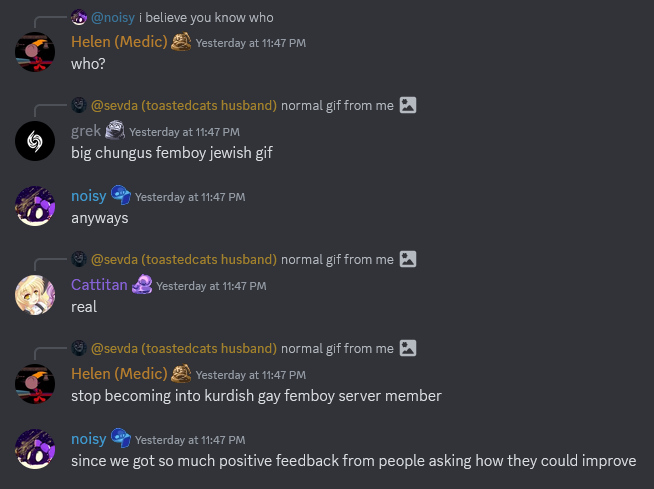 @noisy i believe you know who
Helen (Medic) Yesterday at 11:47 PM
who?
@sevda (toastedcats husband) normal gif from me
grek Yesterday at 11:47 PM
big chungus femboy jewish gif
noisy Yesterday at 11:47 PM
anyways
@sevda (toastedcats husband) normal gif from me
Cattitan Yesterday at 11:47 PM
real
@sevda (toastedcats husband) normal gif from me
Helen (Medic) Yesterday at 11:47 PM
stop becoming into kurdish gay femboy server member
noisy Yesterday at 11:47 PM
since we got so much positive feedback from people asking how they could improve